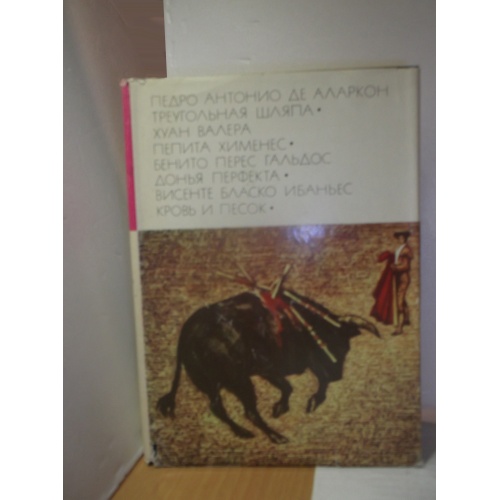 ПЕДРО АНТОНИО ДЕ АЛАРКОН
ТРЕУГОЛЬНАЯ ШЛЯПА •
ХУАН ВАЛЕРА
ПЕПИТА ХИМЕНЕС •
БЕНИТО ПЕРЕС ГАЛЬДОС
ДОНЬЯ ПЕРФЕКТА •
ВИСЕНТЕ БЛАСКО ИБАНЬЕС
КРОВЬ И ПЕСОК •